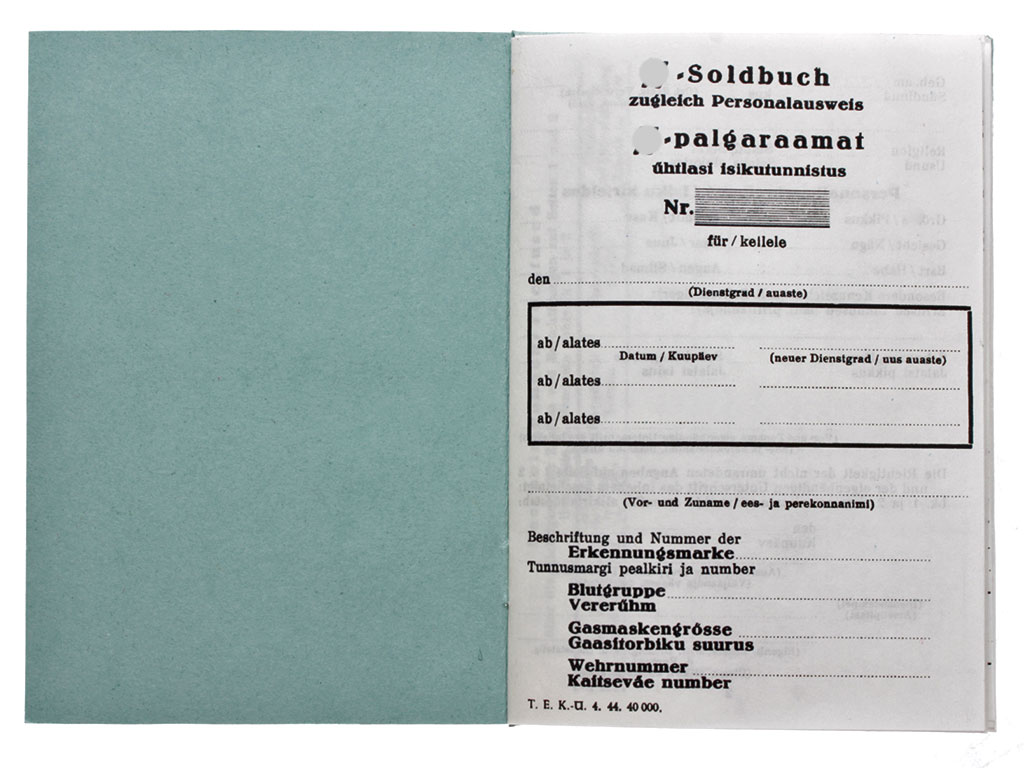 -Soldbuch
zugleich Personalausweis
-palgaraamat
ühtlasi isikutunnistus
Nr.
für / kellele
den
(Dienstgrad / auaste)
ab / alates
Datum / Kuupäev (neuer Dienstgrad / uus auaste)
ab / alates
ab / alates
(Vor- und Zuname / ees- ja perekonnanimi)
Beschriftung und Nummer der
Erkennungsmarke
Tunnusmargi pealkiri ja number
Blutgruppe
Vererühm
Gasmaskengrösse
Gaasitorbiku suurus
Wehrnummer
Kaitseväe number
T. E. K.-Ü. 4. 44. 40 000.